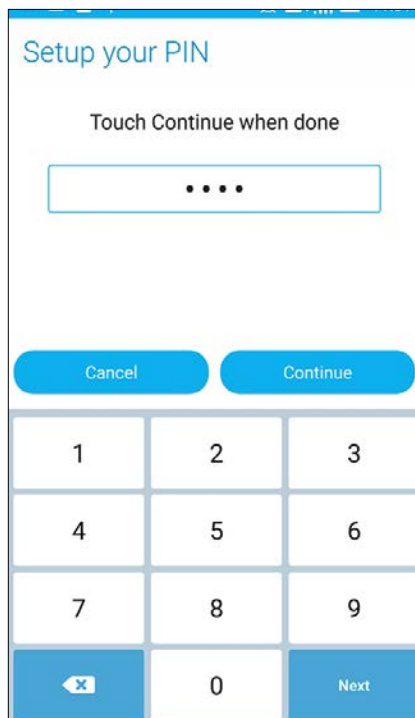 Setup your PIN
Touch Continue when done
••••
Cancel Continue
1 2 3
4 5 6
7 8 9
0 Next